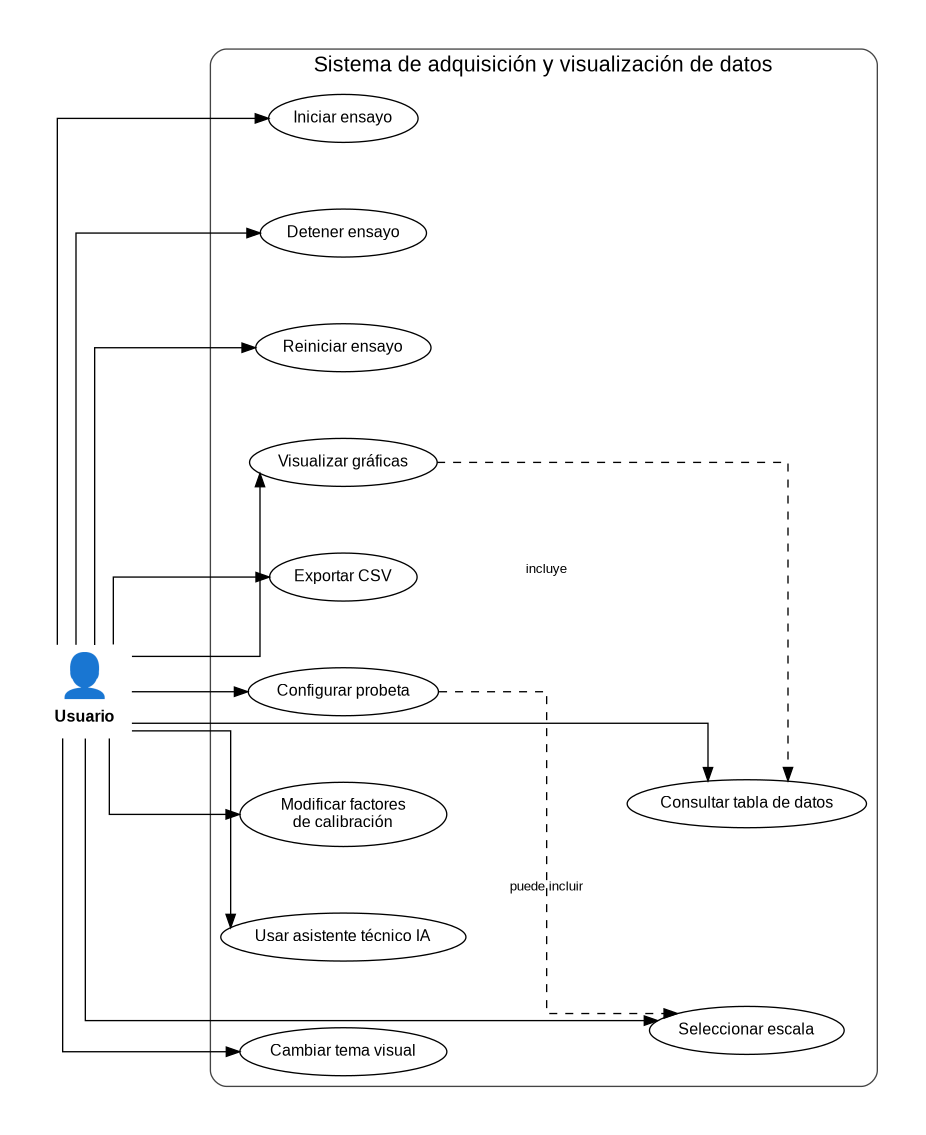 Sistema de adquisición y visualización de datos
Iniciar ensayo
Detener ensayo
Reiniciar ensayo
Visualizar gráficas
incluye
Exportar CSV
Configurar probeta
Usuario
Consultar tabla de datos
Modificar factores
de calibración
puede incluir
Usar asistente técnico IA
Seleccionar escala
Cambiar tema visual